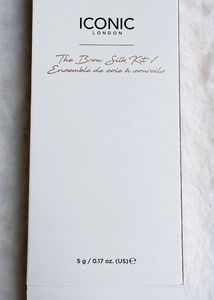 ICONIC
LONDON
The Brow Silk Kit /
Ensemble de soie à sourcils
5 g / 0.17 oz. (US) ℮